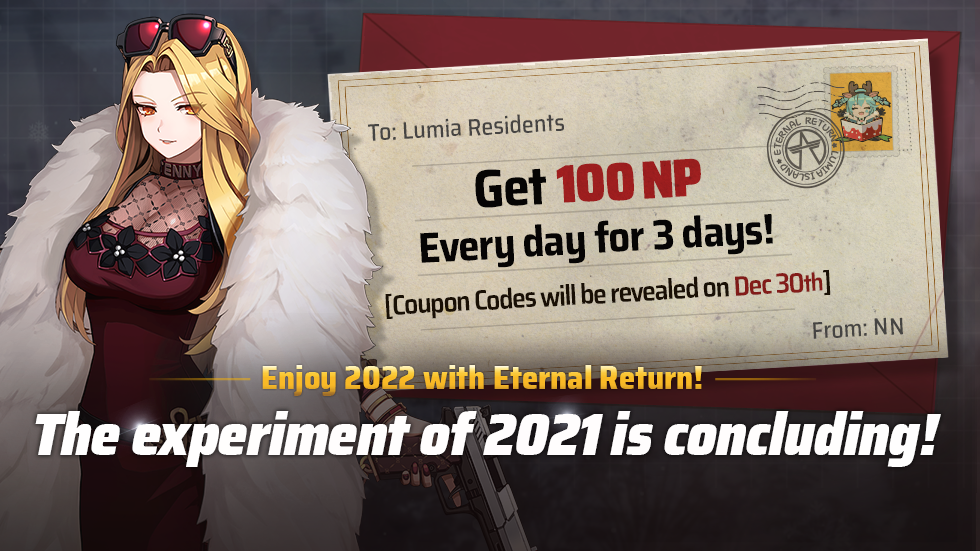 To: Lumia Residents
Get 100 NP
Every day for 3 days!
[Coupon Codes will be revealed on Dec 30th]
From: NN
ETERNAL RETURN
LUMIA ISLAND
ENNY
Enjoy 2022 with Eternal Return!
The experiment of 2021 is concluding!